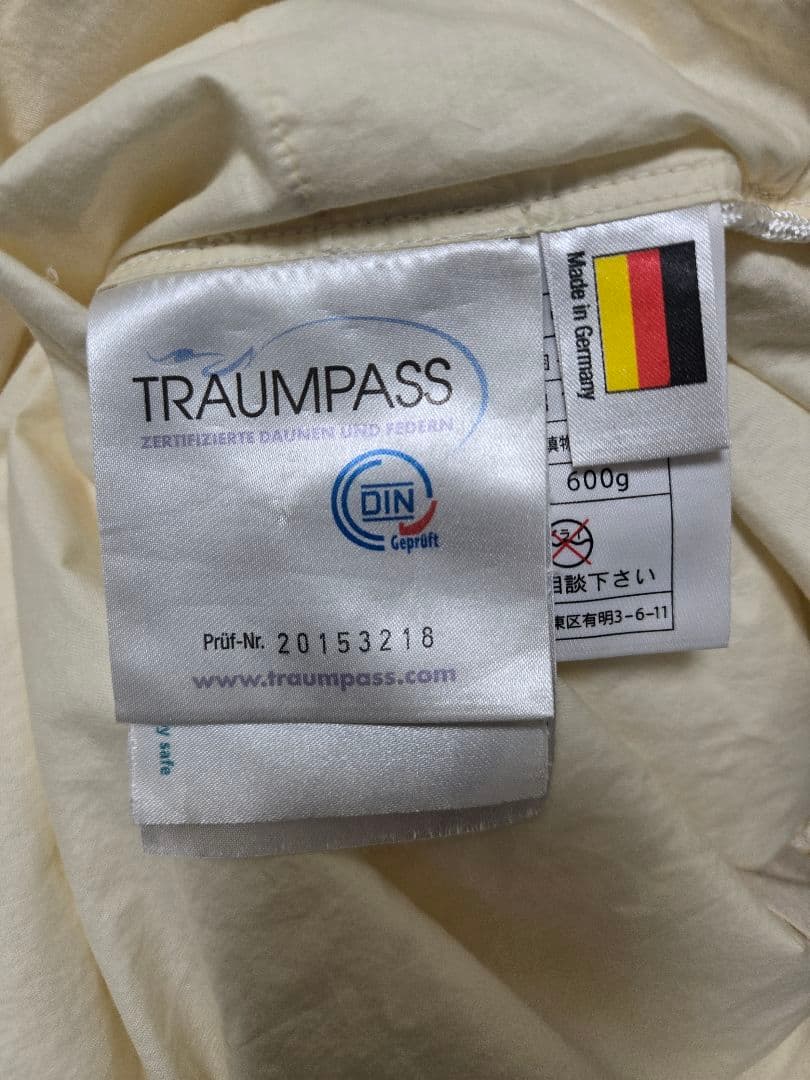 TRAUMPASS
ZERTIFIZIERTE DAUNEN UND FEDERN
DIN
Geprüft
Prüf-Nr. 20153218
www.traumpass.com
y safe
Made in Germany
600g
談下さい
東区有明3-6-11